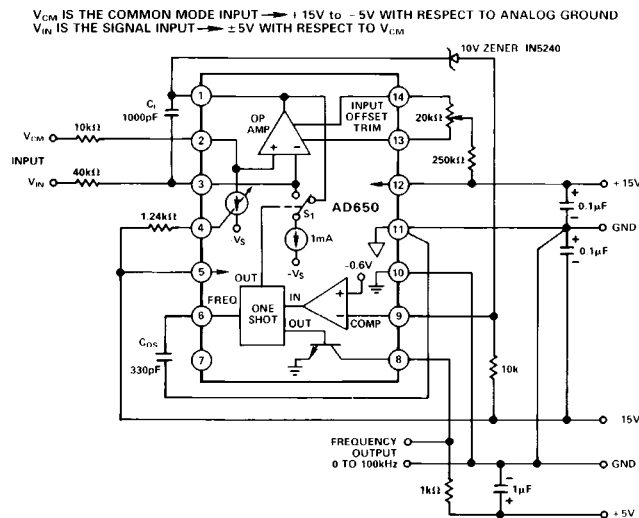 VCM IS THE COMMON MODE INPUT → + 15V to – 5V WITH RESPECT TO ANALOG GROUND
VIN IS THE SIGNAL INPUT → ±5V WITH RESPECT TO VCM
10V ZENER IN5240
1
14
CI
1000pF
OP
AMP
INPUT
OFFSET
TRIM
20kΩ
10kΩ
VCM
2
13
250kΩ
INPUT
40kΩ
VIN
3
12
+ 15V
S1
AD650
0.1µF
+
–
1.24kΩ
4
-VS
1mA
11
GND
-VS
0.1µF
+
–
5
-0.6V
10
OUT
FREQ
6
ONE
SHOT
IN
OUT
COMP
+
–
9
COS
330pF
7
8
10k
– 15V
FREQUENCY
OUTPUT
0 TO 100kHz
GND
1kΩ
–
+
1µF
+5V